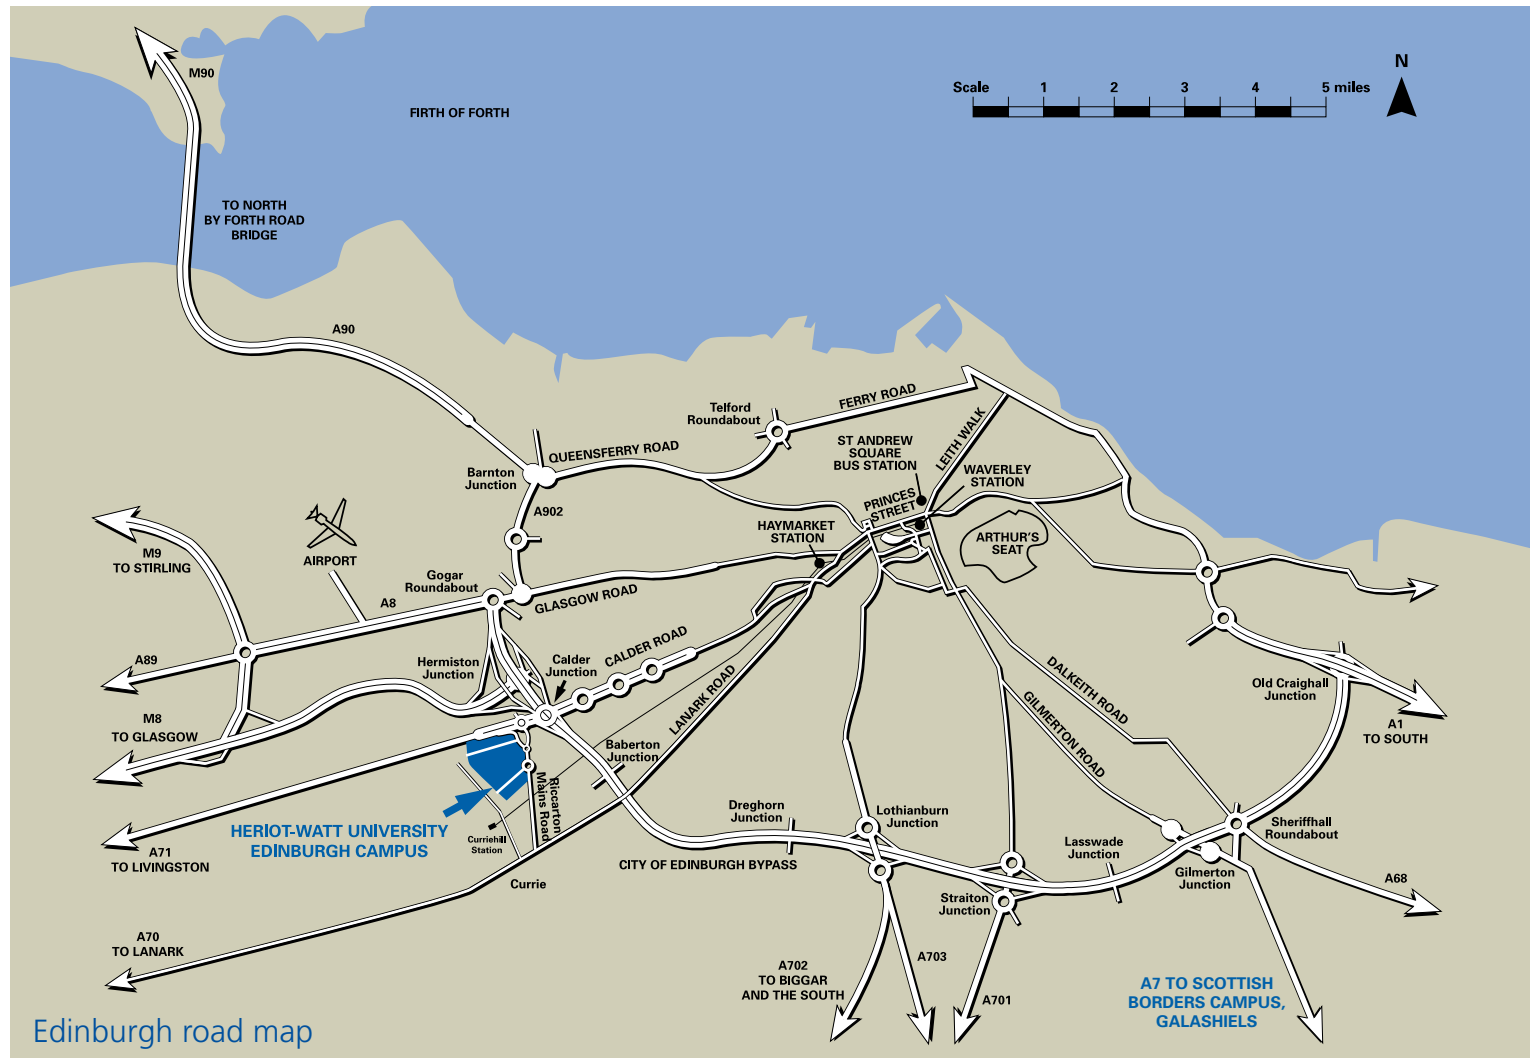 M90
FIRTH OF FORTH
Scale 1 2 3 4 5 miles
N
TO NORTH
BY FORTH ROAD
BRIDGE
A90
Telford
Roundabout
FERRY ROAD
QUEENSFERRY ROAD
Barnton
Junction
ST ANDREW
SQUARE
BUS STATION
LEITH WALK
WAVERLEY
STATION
PRINCES
STREET
A902
HAYMARKET
STATION
ARTHUR'S
SEAT
M9
TO STIRLING
AIRPORT
Gogar
Roundabout
A8
GLASGOW ROAD
A89
Hermiston
Junction
Calder
Junction
CALDER ROAD
LANARK ROAD
DALKEITH ROAD
GILMERTON ROAD
Old Craighall
Junction
A1
TO SOUTH
M8
TO GLASGOW
Baberton
Junction
Riccarton
Mains Road
HERIOT-WATT UNIVERSITY
EDINBURGH CAMPUS
Curriehill
Station
A71
TO LIVINGSTON
Currie
Dreghorn
Junction
Lothianburn
Junction
CITY OF EDINBURGH BYPASS
Lasswade
Junction
Sheriffhall
Roundabout
Gilmerton
Junction
A68
Straiton
Junction
A70
TO LANARK
A702
TO BIGGAR
AND THE SOUTH
A703
A701
A7 TO SCOTTISH
BORDERS CAMPUS,
GALASHIELS
Edinburgh road map